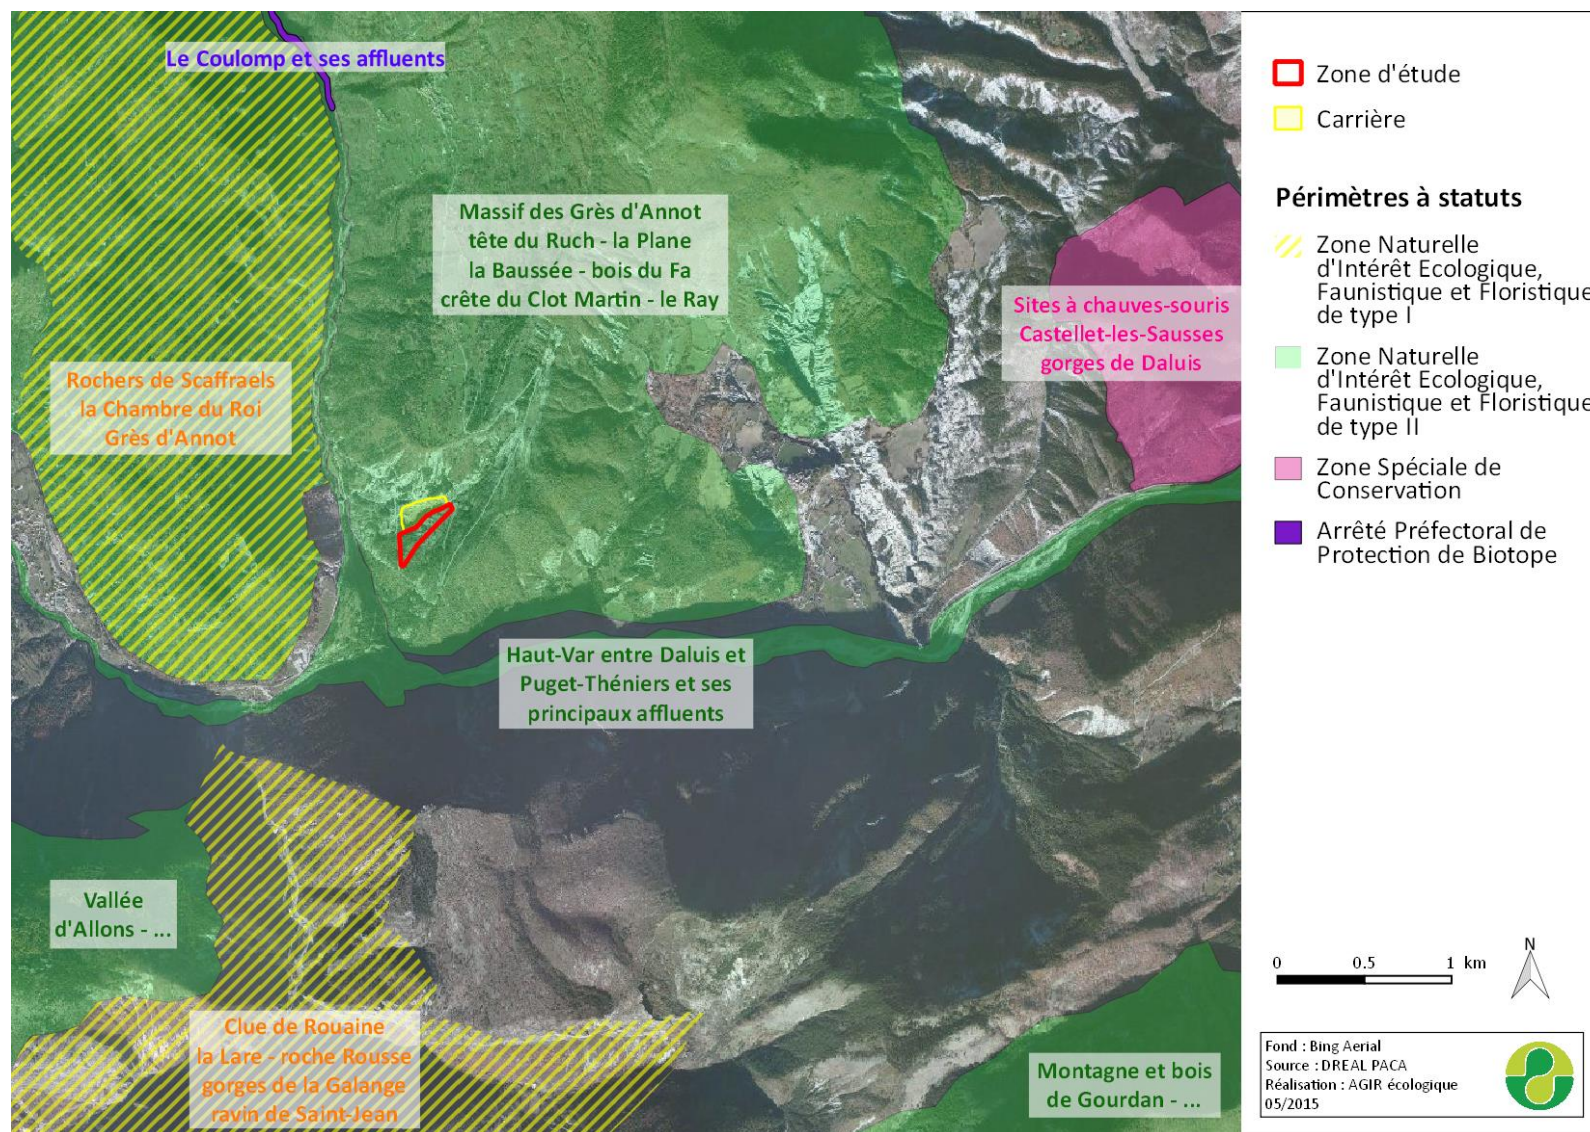 Le Coulomp et ses affluents
Massif des Grès d'Annot
tête du Ruch - la Plane
la Baussée - bois du Fa
crête du Clot Martin - le Ray
Sites à chauves-souris
Castellet-les-Sausses
gorges de Daluis
Rochers de Scaffraels
la Chambre du Roi
Grès d'Annot
Haut-Var entre Daluis et
Puget-Théniers et ses
principaux affluents
Vallée
d'Allons - ...
Clue de Rouaine
la Lare - roche Rousse
gorges de la Galange
ravin de Saint-Jean
Montagne et bois
de Gourdan - ...
Zone d'étude
Carrière
Périmètres à statuts
Zone Naturelle
d'Intérêt Ecologique,
Faunistique et Floristique
de type I
Zone Naturelle
d'Intérêt Ecologique,
Faunistique et Floristique
de type II
Zone Spéciale de
Conservation
Arrêté Préfectoral de
Protection de Biotope
0 0.5 1 km
N
Fond : Bing Aerial
Source : DREAL PACA
Réalisation : AGIR écologique
05/2015